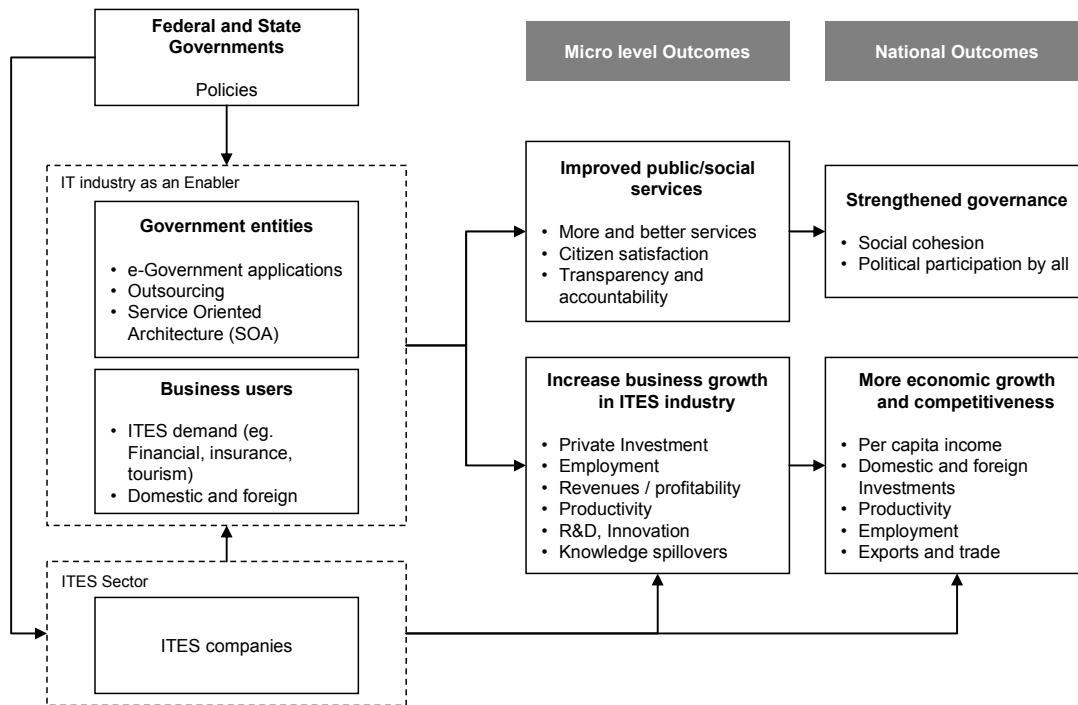 Federal and State
Governments
Policies
Micro level Outcomes
National Outcomes
IT industry as an Enabler
Government entities
• e-Government applications
• Outsourcing
• Service Oriented
Architecture (SOA)
Business users
• ITES demand (eg.
Financial, insurance,
tourism)
• Domestic and foreign
ITES Sector
ITES companies
Improved public/social
services
• More and better services
• Citizen satisfaction
• Transparency and
accountability
Strengthened governance
• Social cohesion
• Political participation by all
Increase business growth
in ITES industry
• Private Investment
• Employment
• Revenues / profitability
• Productivity
• R&D, Innovation
• Knowledge spillovers
More economic growth
and competitiveness
• Per capita income
• Domestic and foreign
Investments
• Productivity
• Employment
• Exports and trade